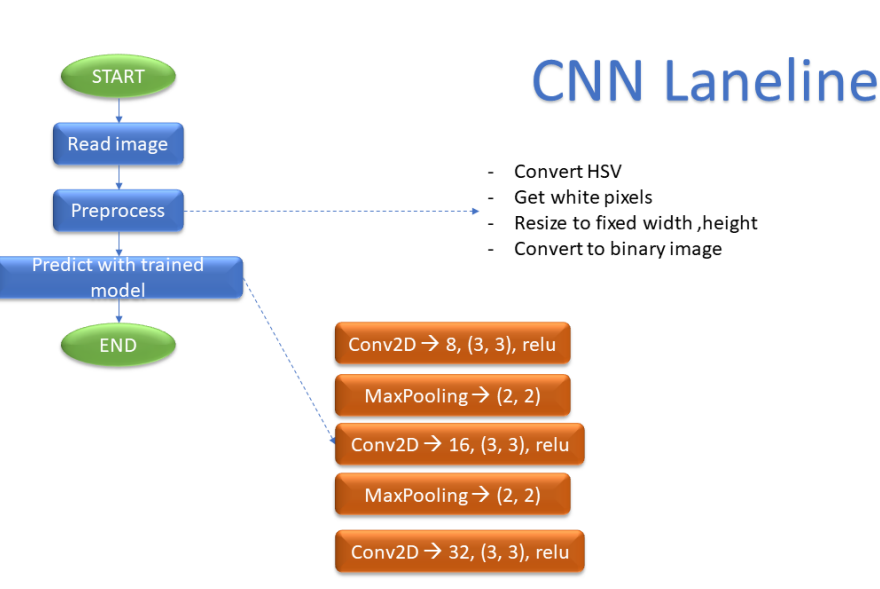 CNN Laneline
START
Read image
Preprocess
Predict with trained
model
END
- Convert HSV
- Get white pixels
- Resize to fixed width ,height
- Convert to binary image
Conv2D → 8, (3, 3), relu
MaxPooling → (2, 2)
Conv2D → 16, (3, 3), relu
MaxPooling → (2, 2)
Conv2D → 32, (3, 3), relu